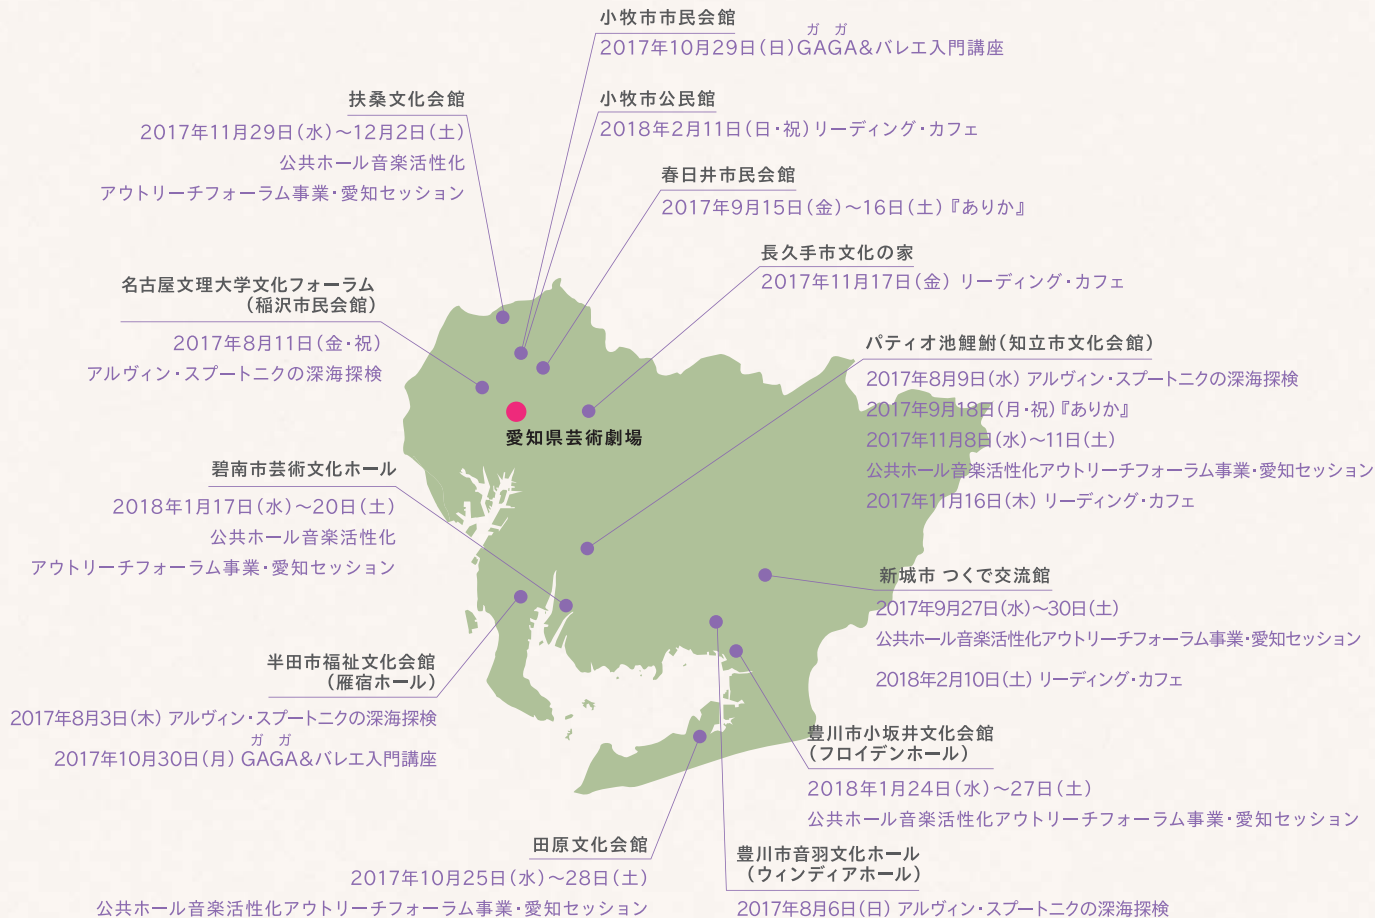 小牧市市民会館
ガ ガ
2017年10月29日(日)GAGA&バレエ入門講座
扶桑文化会館
2017年11月29日(水)～12月2日(土)
公共ホール音楽活性化
アウトリーチフォーラム事業・愛知セッション
小牧市公民館
2018年2月11日(日・祝)リーディング・カフェ
春日井市民会館
2017年9月15日(金)～16日(土)『ありか』
長久手市文化の家
2017年11月17日(金) リーディング・カフェ
名古屋文理大学文化フォーラム
(稲沢市民会館)
2017年8月11日(金・祝)
アルヴィン・スプートニクの深海探検
パティオ池鯉鮒(知立市文化会館)
2017年8月9日(水) アルヴィン・スプートニクの深海探検
2017年9月18日(月・祝)『ありか』
2017年11月8日(水)～11日(土)
公共ホール音楽活性化アウトリーチフォーラム事業・愛知セッション
2017年11月16日(木) リーディング・カフェ
愛知県芸術劇場
碧南市芸術文化ホール
2018年1月17日(水)～20日(土)
公共ホール音楽活性化
アウトリーチフォーラム事業・愛知セッション
新城市 つくで交流館
2017年9月27日(水)～30日(土)
公共ホール音楽活性化アウトリーチフォーラム事業・愛知セッション
2018年2月10日(土) リーディング・カフェ
半田市福祉文化会館
(雁宿ホール)
2017年8月3日(木) アルヴィン・スプートニクの深海探検
ガ ガ
2017年10月30日(月) GAGA&バレエ入門講座
豊川市小坂井文化会館
(フロイデンホール)
2018年1月24日(水)～27日(土)
公共ホール音楽活性化アウトリーチフォーラム事業・愛知セッション
田原文化会館
2017年10月25日(水)～28日(土)
公共ホール音楽活性化アウトリーチフォーラム事業・愛知セッション
豊川市音羽文化ホール
(ウィンディアホール)
2017年8月6日(日) アルヴィン・スプートニクの深海探検